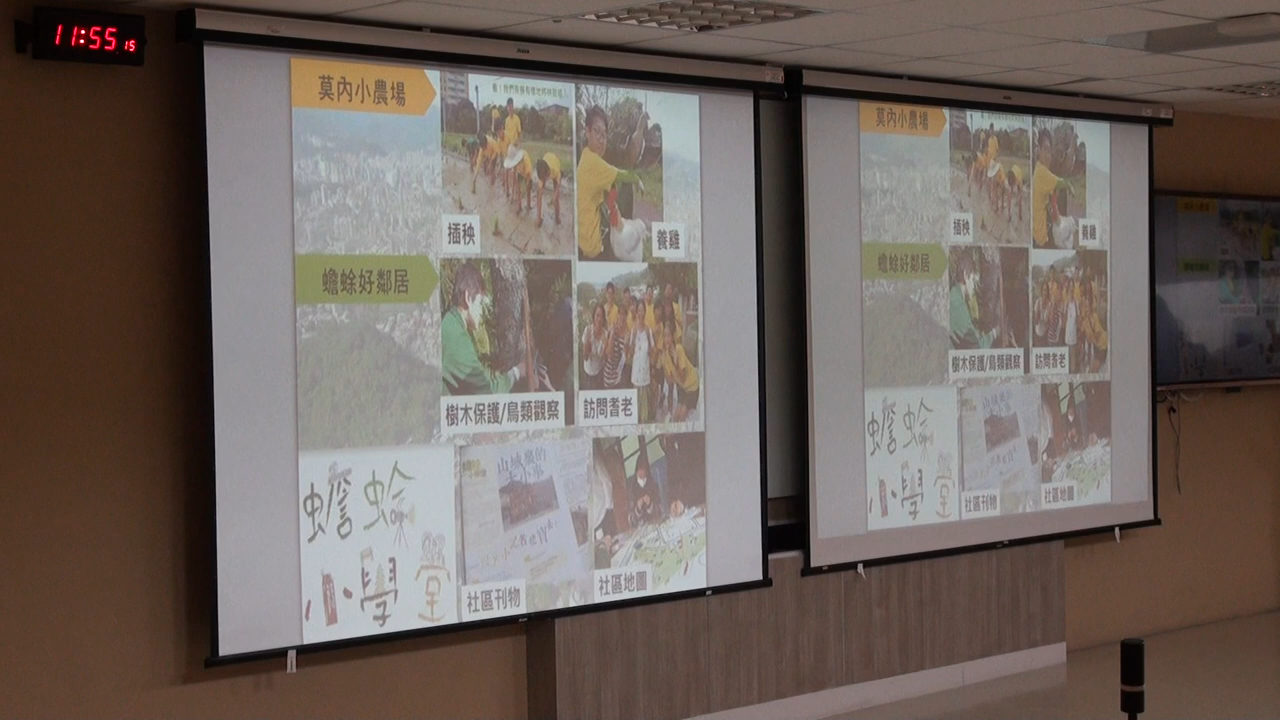 11:55 15
莫內小農場
插秧
養雞
蟾蜍好鄰居
樹木保護/鳥類觀察
訪問耆老
蟾蜍
小學堂
山城裏的
社區刊物
社區地圖
莫內小農場
插秧
養雞
蟾蜍好鄰居
樹木保護/鳥類觀察
訪問耆老
蟾蜍
小學堂
社區刊物
社區地圖